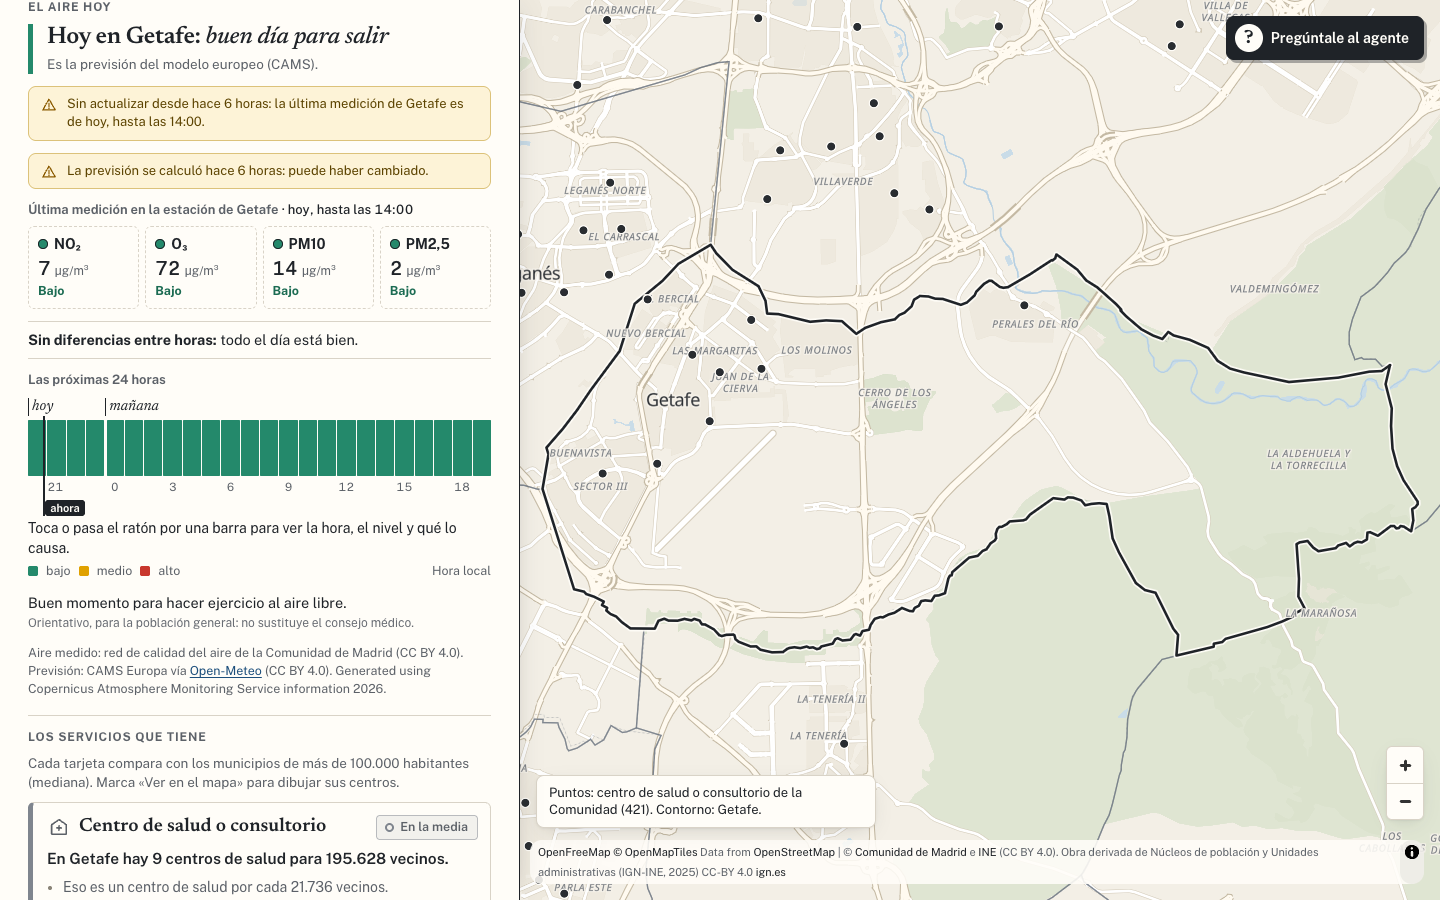 EL AIRE HOY
Hoy en Getafe: buen día para salir
Es la previsión del modelo europeo (CAMS).
Sin actualizar desde hace 6 horas: la última medición de Getafe es
de hoy, hasta las 14:00.
La previsión se calculó hace 6 horas: puede haber cambiado.
Última medición en la estación de Getafe · hoy, hasta las 14:00
NO₂
7 µg/m³
Bajo
O₃
72 µg/m³
Bajo
PM10
14 µg/m³
Bajo
PM2,5
2 µg/m³
Bajo
Sin diferencias entre horas: todo el día está bien.
Las próximas 24 horas
hoy
mañana
21 0 3 6 9 12 15 18
ahora
Toca o pasa el ratón por una barra para ver la hora, el nivel y qué lo
causa.
bajo medio alto
Hora local
Buen momento para hacer ejercicio al aire libre.
Orientativo, para la población general: no sustituye el consejo médico.
Aire medido: red de calidad del aire de la Comunidad de Madrid (CC BY 4.0).
Previsión: CAMS Europa vía Open-Meteo (CC BY 4.0). Generated using
Copernicus Atmosphere Monitoring Service information 2026.
LOS SERVICIOS QUE TIENE
Cada tarjeta compara con los municipios de más de 100.000 habitantes
(mediana). Marca «Ver en el mapa» para dibujar sus centros.
Centro de salud o consultorio
En la media
En Getafe hay 9 centros de salud para 195.628 vecinos.
Eso es un centro de salud por cada 21.736 vecinos.
CARABANCHEL
VILLA DE
? Pregúntale al agente
LEGANÉS NORTE
VILLAVERDE
EL CARRASCAL
ganés
BERCIAL
VALDEMINGÓMEZ
NUEVO BERCIAL
PERALES DEL RÍO
LAS MARGARITAS
LOS MOLINOS
JUAN DE LA
CIERVA
Getafe
CERRO DE LOS
ÁNGELES
BUENAVISTA
SECTOR III
LA ALDEHUELA Y
LA TORRECILLA
LA MARAÑOSA
LA TENERÍA II
LA TENERÍA
+
−
Puntos: centro de salud o consultorio de la
Comunidad (421). Contorno: Getafe.
LOS
OpenFreeMap © OpenMapTiles Data from OpenStreetMap | © Comunidad de Madrid e INE (CC BY 4.0). Obra derivada de Núcleos de población y Unidades
administrativas (IGN-INE, 2025) CC-BY 4.0 ign.es
PARLA ESTE